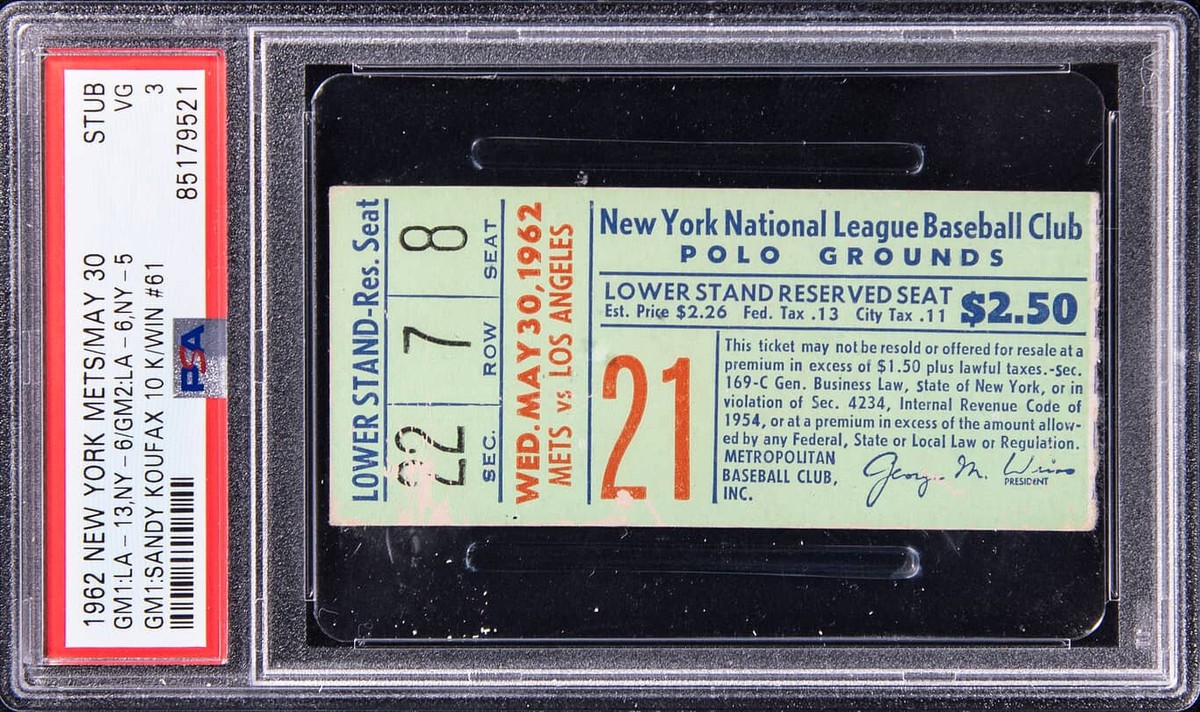 1962 NEW YORK METS/MAY 30 STUB
GM1:LA - 13,NY - 6/GM2:LA - 6,NY - 5 VG
GM1:SANDY KOUFAX 10 K/WIN #61 3
85179521
PSA
LOWER STAND-Res. Seat
22 7 8
SEC. ROW SEAT
WED. MAY 30, 1962
METS vs LOS ANGELES
New York National League Baseball Club
POLO GROUNDS
LOWER STAND RESERVED SEAT $2.50
Est. Price $2.26 Fed. Tax .13 City Tax .11
21
This ticket may not be resold or offered for resale at a
premium in excess of $1.50 plus lawful taxes.-Sec.
169-C Gen. Business Law, State of New York, or in
violation of Sec. 4234, Internal Revenue Code of
1954, or at a premium in excess of the amount allow-
ed by any Federal, State or Local Law or Regulation.
METROPOLITAN
BASEBALL CLUB,
INC.
George M. Weiss
PRESIDENT